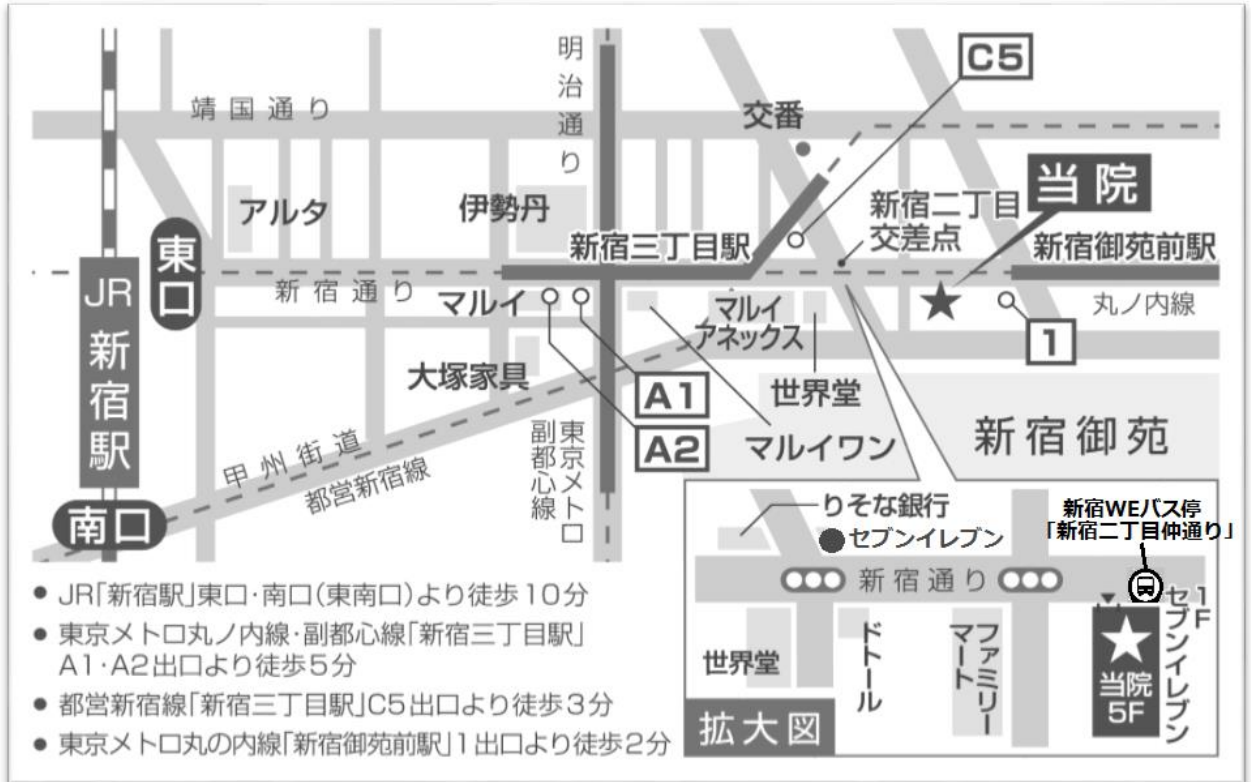 C5
明治通り
靖国通り
交番
当院
アルタ
伊勢丹
新宿二丁目
交差点
新宿三丁目駅
新宿御苑前駅
東口
JR新宿駅
新宿通り
マルイ
マルイ
アネックス
丸ノ内線
1
大塚家具
A1
世界堂
A2
マルイワン
新宿御苑
甲州街道
都営新宿線
東京メトロ
副都心線
南口
りそな銀行
セブンイレブン
新宿WEバス停
「新宿二丁目仲通り」
新宿通り
1F
セブンイレブン
世界堂
ドトール
ファミリー
マート
当院
5F
拡大図
● JR「新宿駅」東口・南口(東南口)より徒歩10分
● 東京メトロ丸ノ内線・副都心線「新宿三丁目駅」
A1・A2出口より徒歩5分
● 都営新宿線「新宿三丁目駅」C5出口より徒歩3分
● 東京メトロ丸の内線「新宿御苑前駅」1出口より徒歩2分